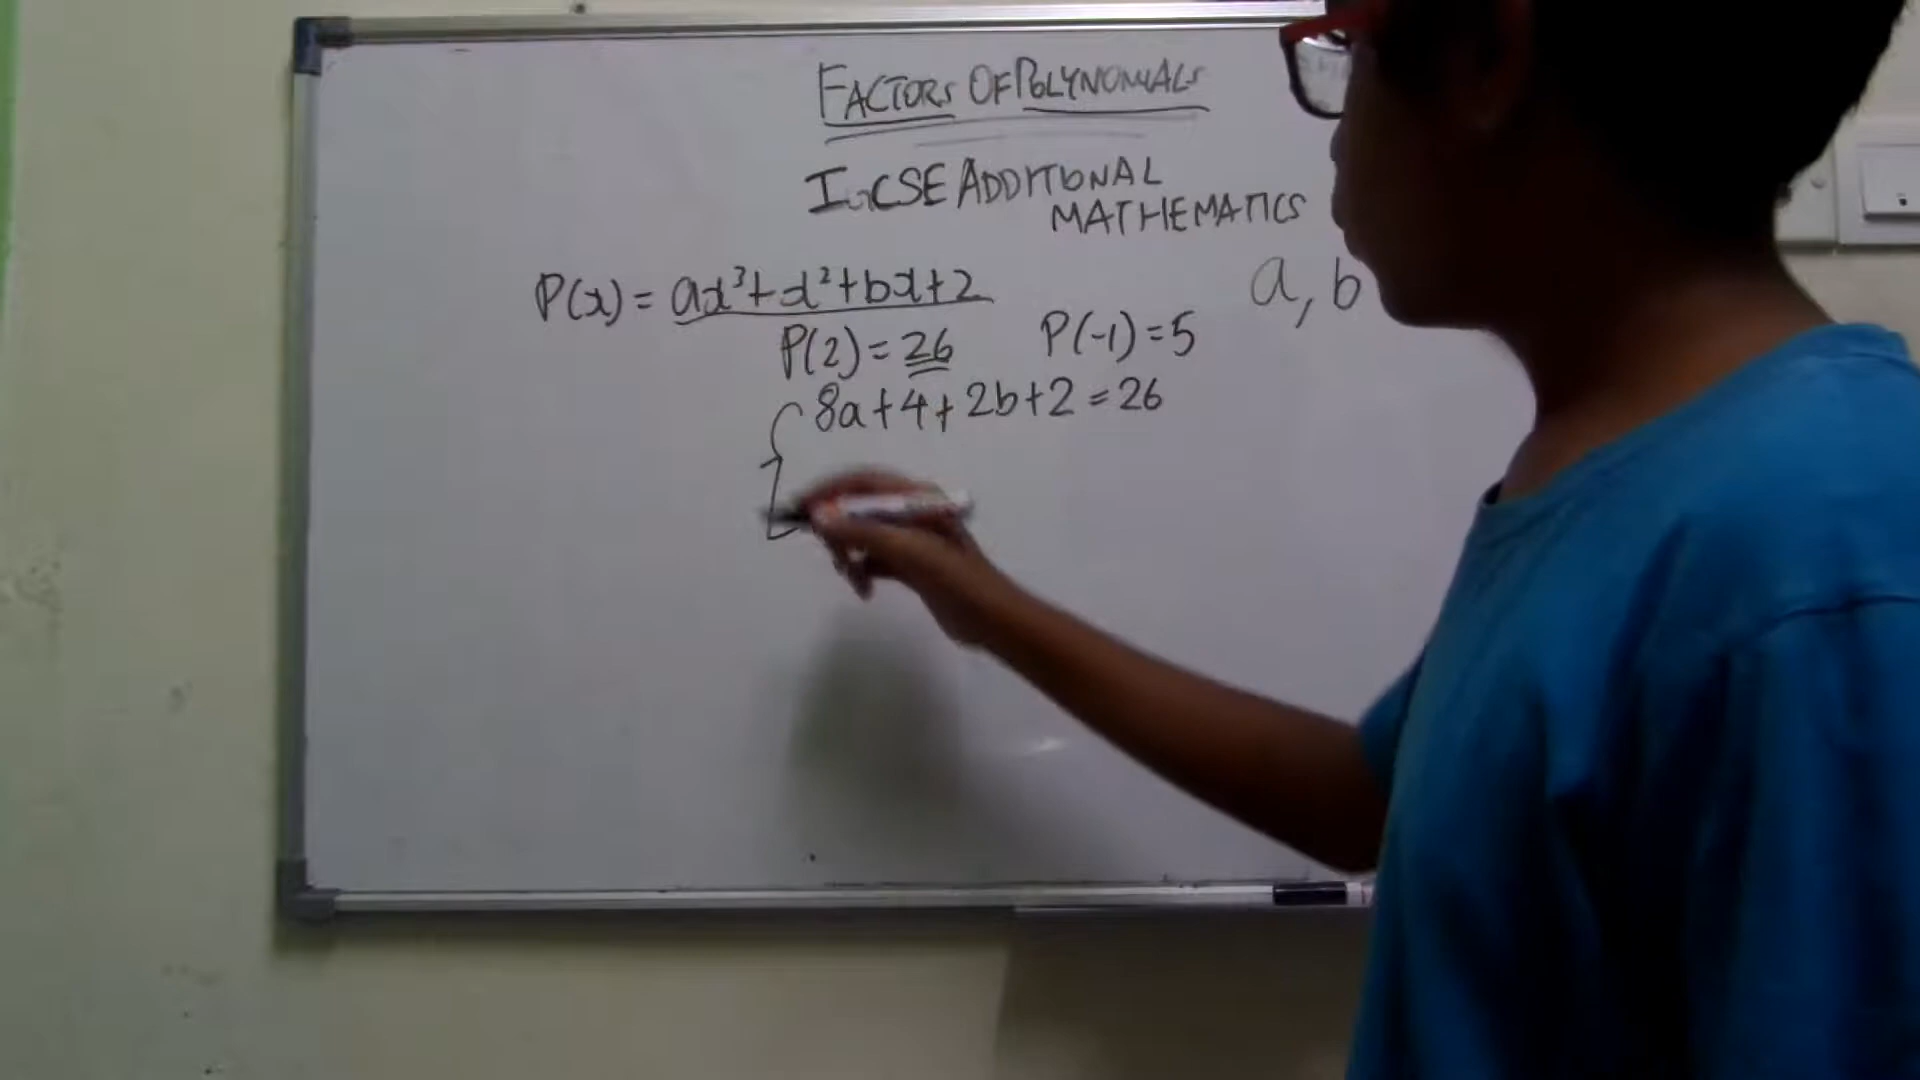 FACTORS OF POLYNOMIALS
IGCSE ADDITIONAL
MATHEMATICS
P(x) = ax³+x²+bx+2
a, b
P(2) = 26 P(-1) = 5
8a+4+2b+2 = 26